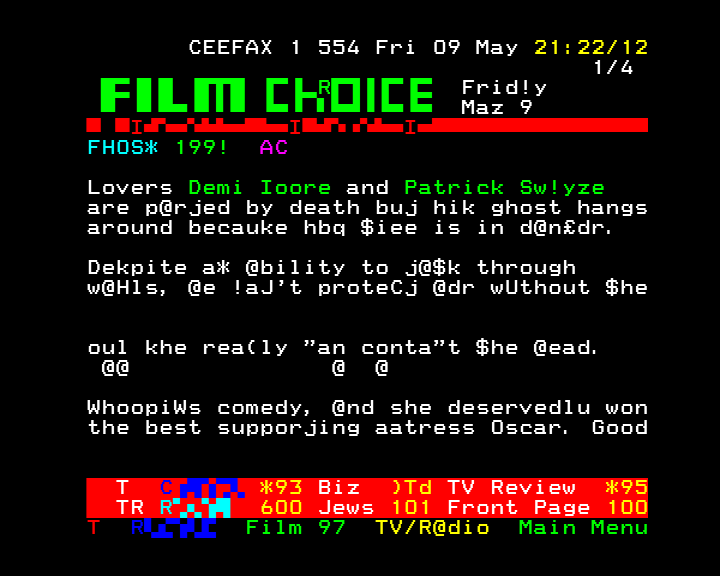 CEEFAX 1 554 Fri 09 May 21:22/12
1/4
FILM CHOICE R Frid!y
Maz 9
I I I
FHOS* 199! AC
Lovers Demi Ioore and Patrick Sw!yze
are p@rjed by death buj hik ghost hangs
around becauke hbq $iee is in d@n£dr.
Dekpite a* @bility to j@$k through
w@Hls, @e !aJ't proteCj @dr wUthout $he
oul khe rea(ly "an conta"t $he @ead.
@@ @ @
WhoopiWs comedy, @nd she deservedlu won
the best supporjing aatress Oscar. Good
T C *93 Biz )Td TV Review *95
TR R 600 Jews 101 Front Page 100
T R Film 97 TV/R@dio Main Menu